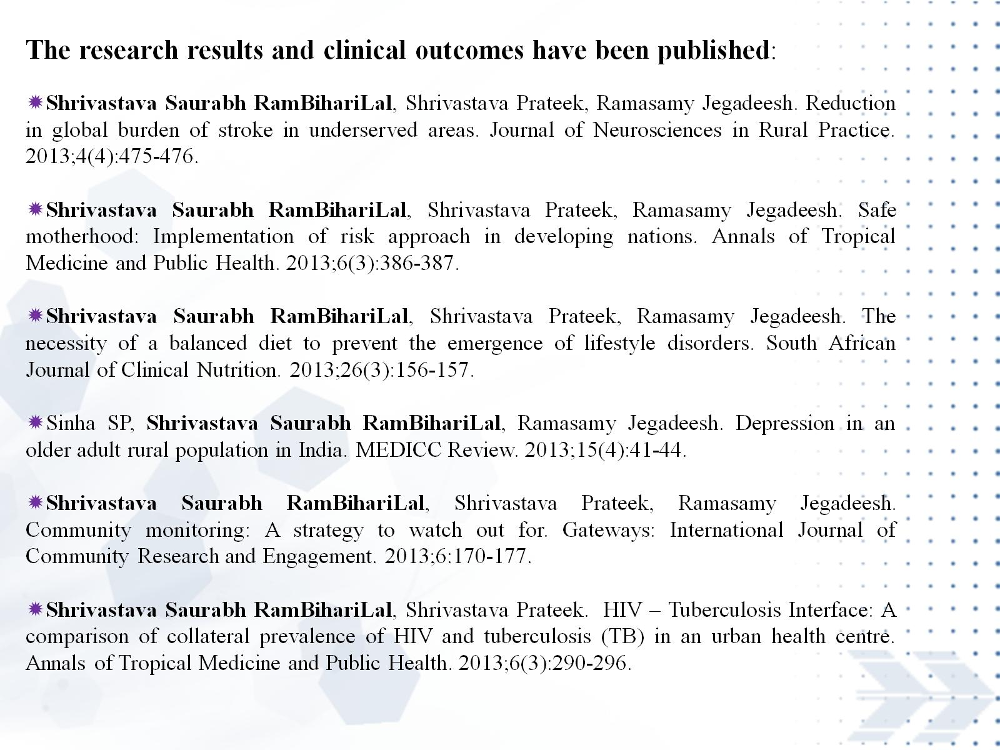 The research results and clinical outcomes have been published:
✹Shrivastava Saurabh RamBihariLal, Shrivastava Prateek, Ramasamy Jegadeesh. Reduction
in global burden of stroke in underserved areas. Journal of Neurosciences in Rural Practice.
2013;4(4):475-476.
✹Shrivastava Saurabh RamBihariLal, Shrivastava Prateek, Ramasamy Jegadeesh. Safe
motherhood: Implementation of risk approach in developing nations. Annals of Tropical
Medicine and Public Health. 2013;6(3):386-387.
✹Shrivastava Saurabh RamBihariLal, Shrivastava Prateek, Ramasamy Jegadeesh. The
necessity of a balanced diet to prevent the emergence of lifestyle disorders. South African
Journal of Clinical Nutrition. 2013;26(3):156-157.
✹Sinha SP, Shrivastava Saurabh RamBihariLal, Ramasamy Jegadeesh. Depression in an
older adult rural population in India. MEDICC Review. 2013;15(4):41-44.
✹Shrivastava Saurabh RamBihariLal, Shrivastava Prateek, Ramasamy Jegadeesh.
Community monitoring: A strategy to watch out for. Gateways: International Journal of
Community Research and Engagement. 2013;6:170-177.
✹Shrivastava Saurabh RamBihariLal, Shrivastava Prateek. HIV – Tuberculosis Interface: A
comparison of collateral prevalence of HIV and tuberculosis (TB) in an urban health centre.
Annals of Tropical Medicine and Public Health. 2013;6(3):290-296.